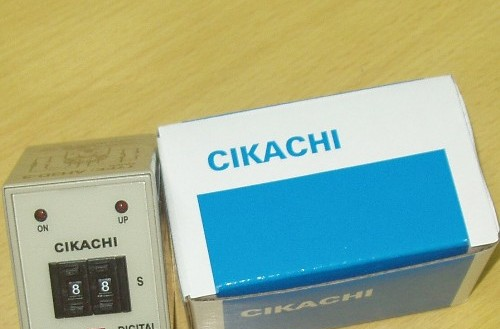 CIKACHI
ON
UP
CIKACHI
8 8 S
DIGITAL
CIKACHI